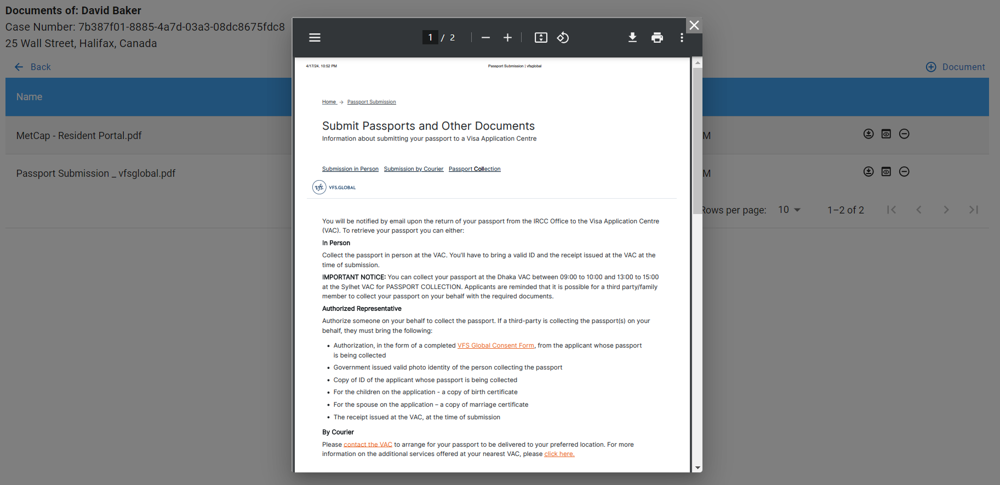 Documents of: David Baker
Case Number: 7b387f01-8885-4a7d-03a3-08dc8675fdc8
25 Wall Street, Halifax, Canada
Back
Document
Name
MetCap - Resident Portal.pdf
M
Passport Submission _ vfsglobal.pdf
M
Rows per page: 10
1–2 of 2
1 / 2
4/17/24, 10:52 PM
Passport Submission | vfsglobal
Home → Passport Submission
Submit Passports and Other Documents
Information about submitting your passport to a Visa Application Centre
Submission in Person Submission by Courier Passport Collection
vfs. VFS.GLOBAL
You will be notified by email upon the return of your passport from the IRCC Office to the Visa Application Centre
(VAC). To retrieve your passport you can either:
In Person
Collect the passport in person at the VAC. You'll have to bring a valid ID and the receipt issued at the VAC at the
time of submission.
IMPORTANT NOTICE: You can collect your passport at the Dhaka VAC between 09:00 to 10:00 and 13:00 to 15:00
at the Sylhet VAC for PASSPORT COLLECTION. Applicants are reminded that it is possible for a third party/family
member to collect your passport on your behalf with the required documents.
Authorized Representative
Authorize someone on your behalf to collect the passport. If a third-party is collecting the passport(s) on your
behalf, they must bring the following:
• Authorization, in the form of a completed VFS Global Consent Form, from the applicant whose passport
is being collected
• Government issued valid photo identity of the person collecting the passport
• Copy of ID of the applicant whose passport is being collected
• For the children on the application - a copy of birth certificate
• For the spouse on the application – a copy of marriage certificate
• The receipt issued at the VAC, at the time of submission
By Courier
Please contact the VAC to arrange for your passport to be delivered to your preferred location. For more
information on the additional services offered at your nearest VAC, please click here.